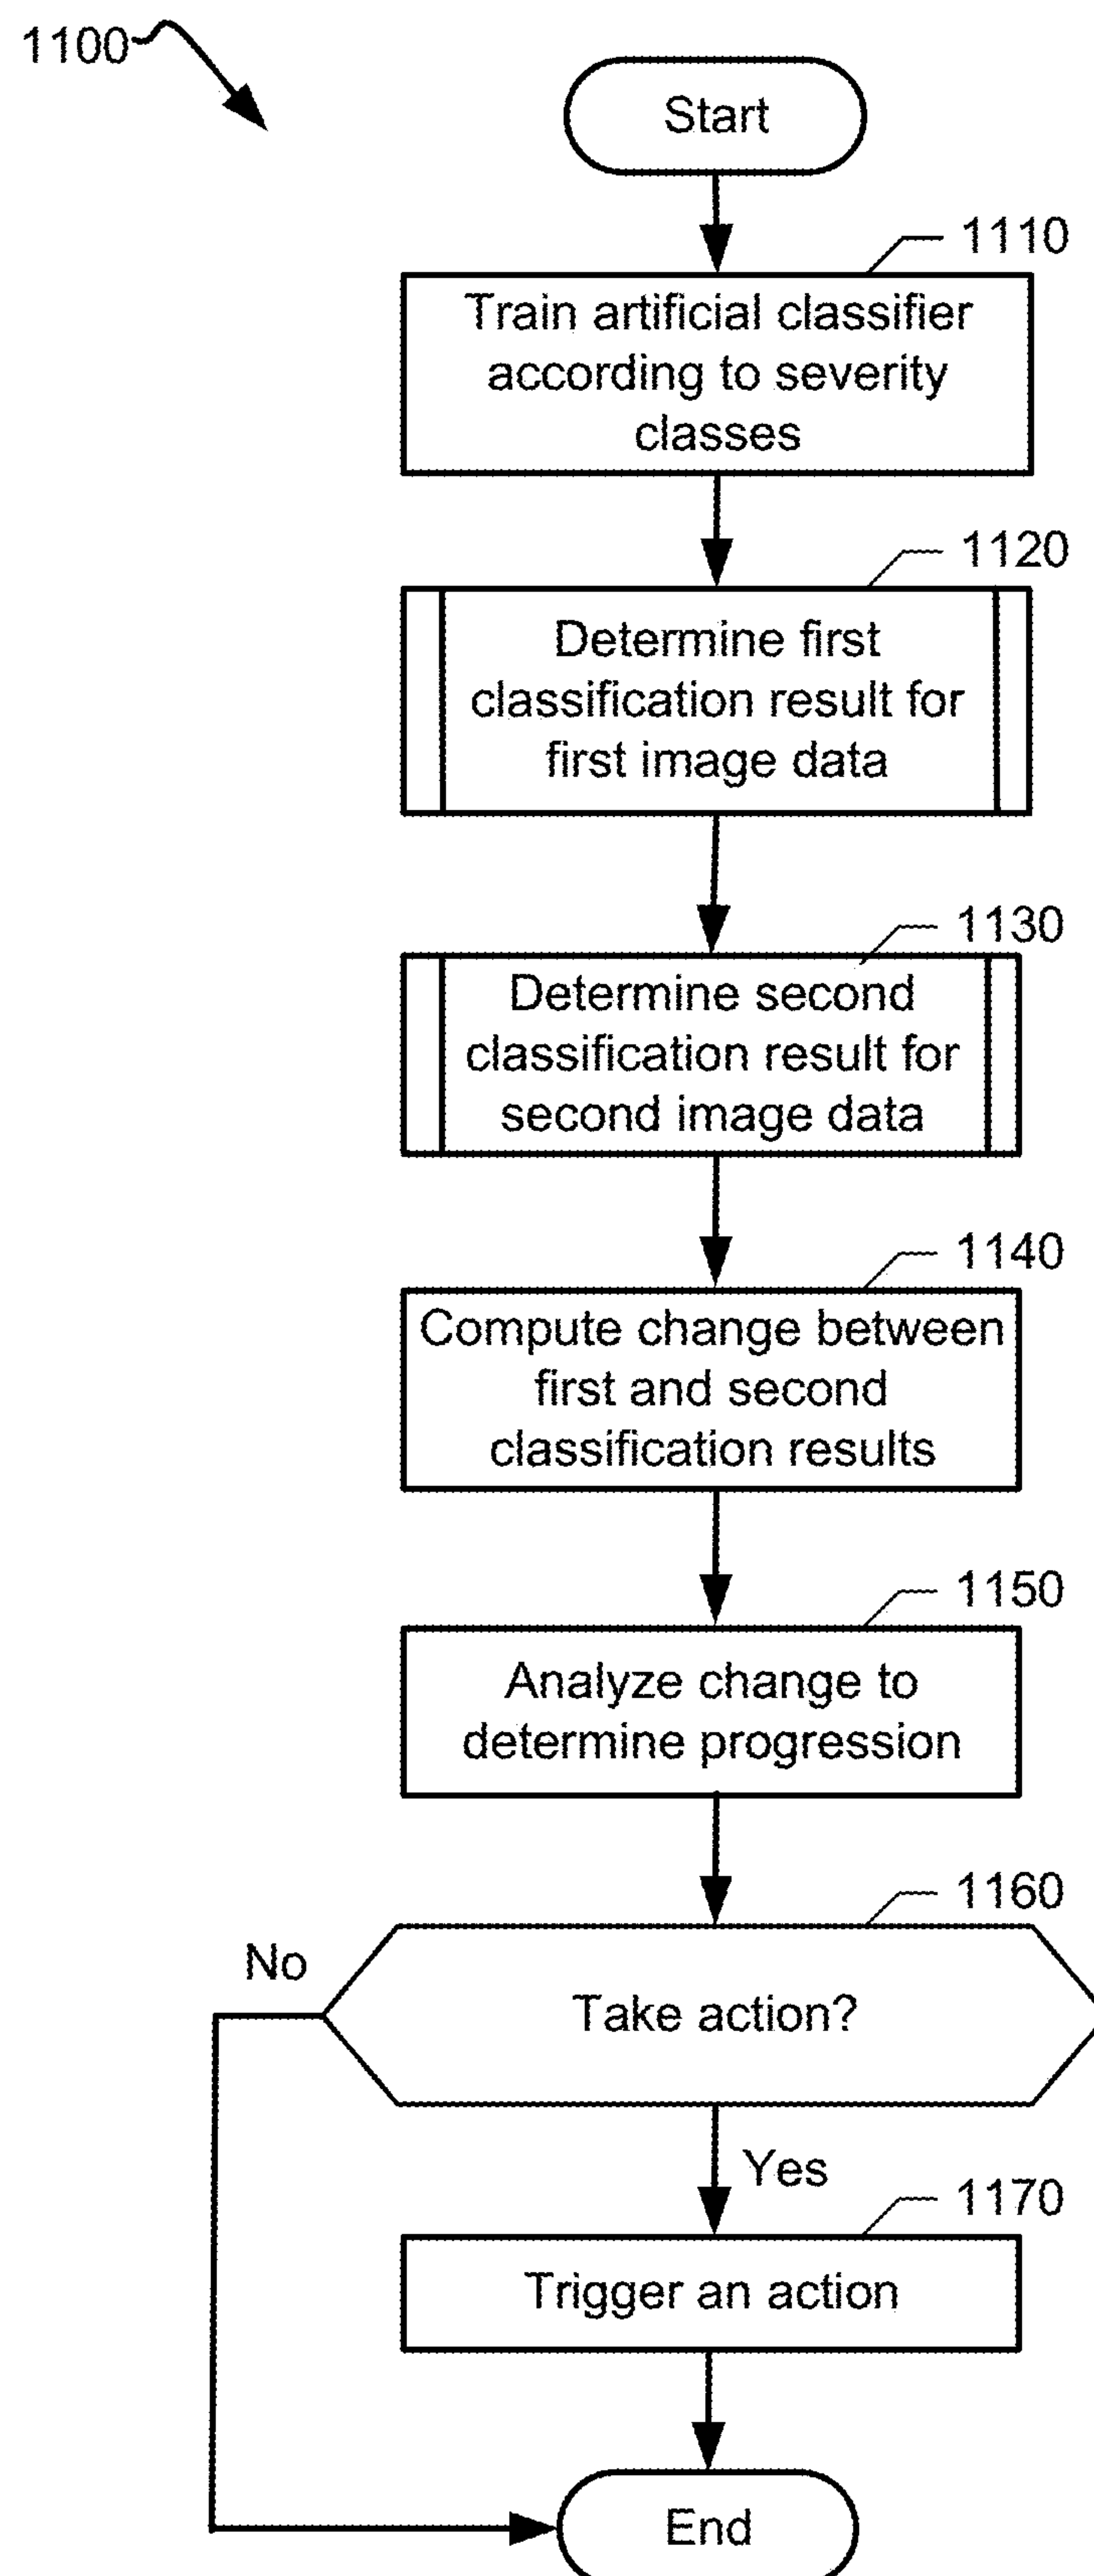 1100
Start
1110
Train artificial classifier
according to severity
classes
1120
Determine first
classification result for
first image data
1130
Determine second
classification result for
second image data
1140
Compute change between
first and second
classification results
1150
Analyze change to
determine progression
1160
No
Take action?
Yes
1170
Trigger an action
End